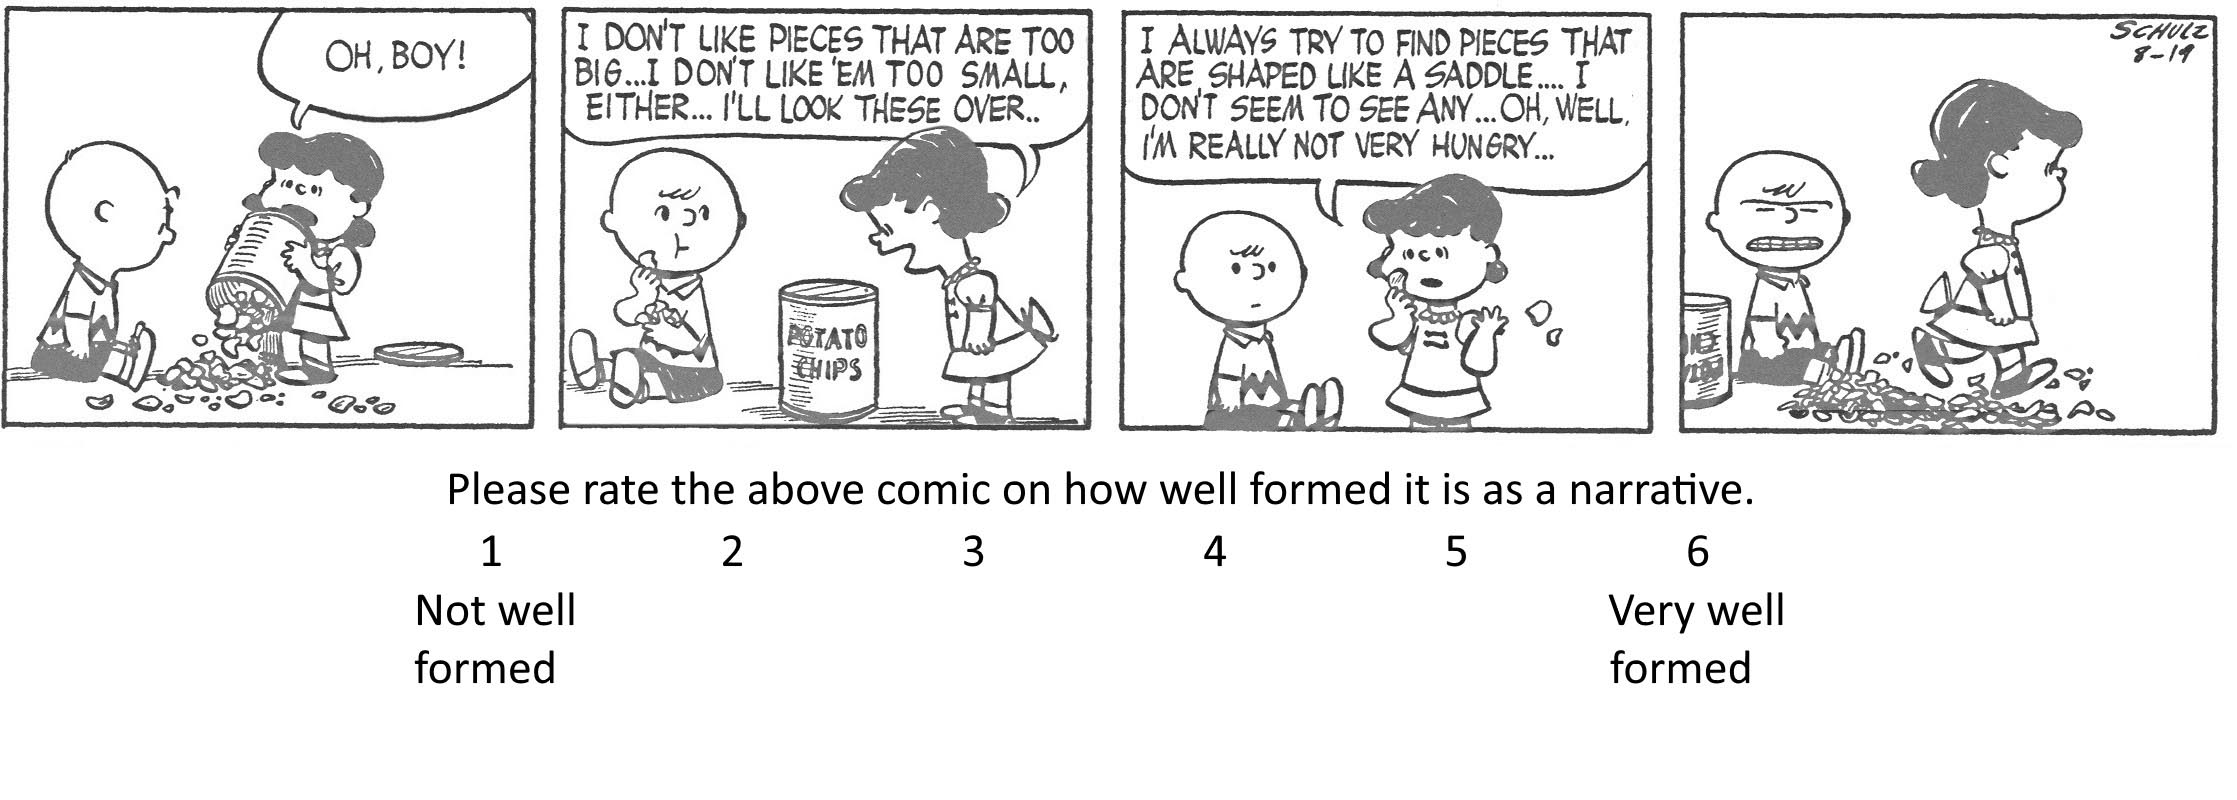 OH, BOY!
I DON'T LIKE PIECES THAT ARE TOO
BIG...I DON'T LIKE 'EM TOO SMALL,
EITHER... I'LL LOOK THESE OVER..
POTATO
CHIPS
I ALWAYS TRY TO FIND PIECES THAT
ARE SHAPED LIKE A SADDLE.... I
DON'T SEEM TO SEE ANY...OH, WELL,
I'M REALLY NOT VERY HUNGRY...
SCHULZ
8-19
Please rate the above comic on how well formed it is as a narrative.
1 2 3 4 5 6
Not well Very well
formed formed